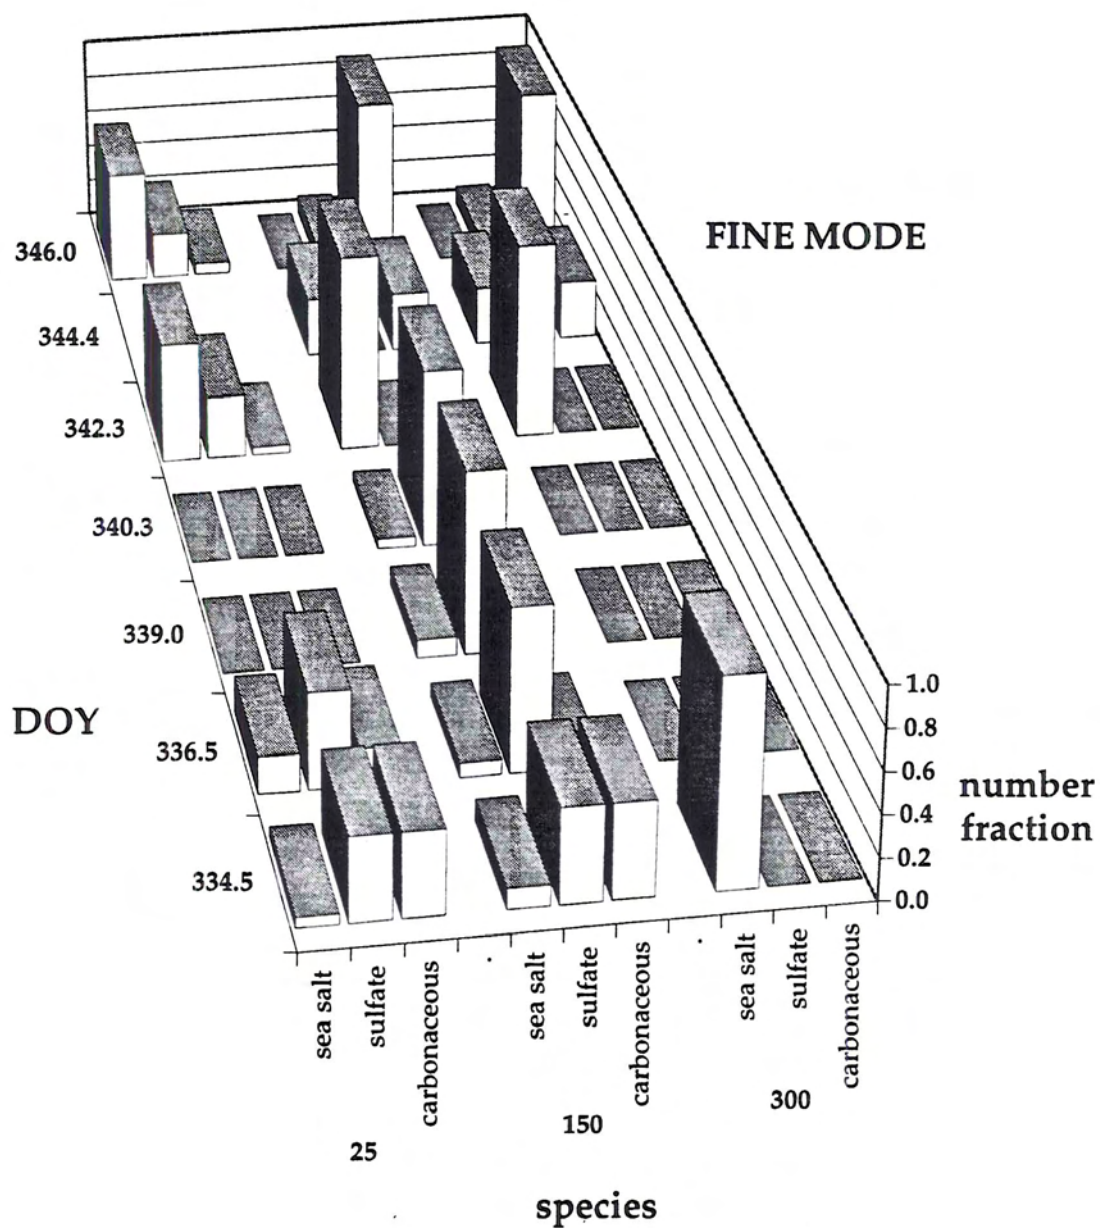 FINE MODE
346.0
344.4
342.3
340.3
339.0
336.5
334.5
DOY
1.0
0.8
0.6
0.4
0.2
0.0
number
fraction
sea salt
sulfate
carbonaceous
sea salt
sulfate
carbonaceous
sea salt
sulfate
carbonaceous
25
150
300
species